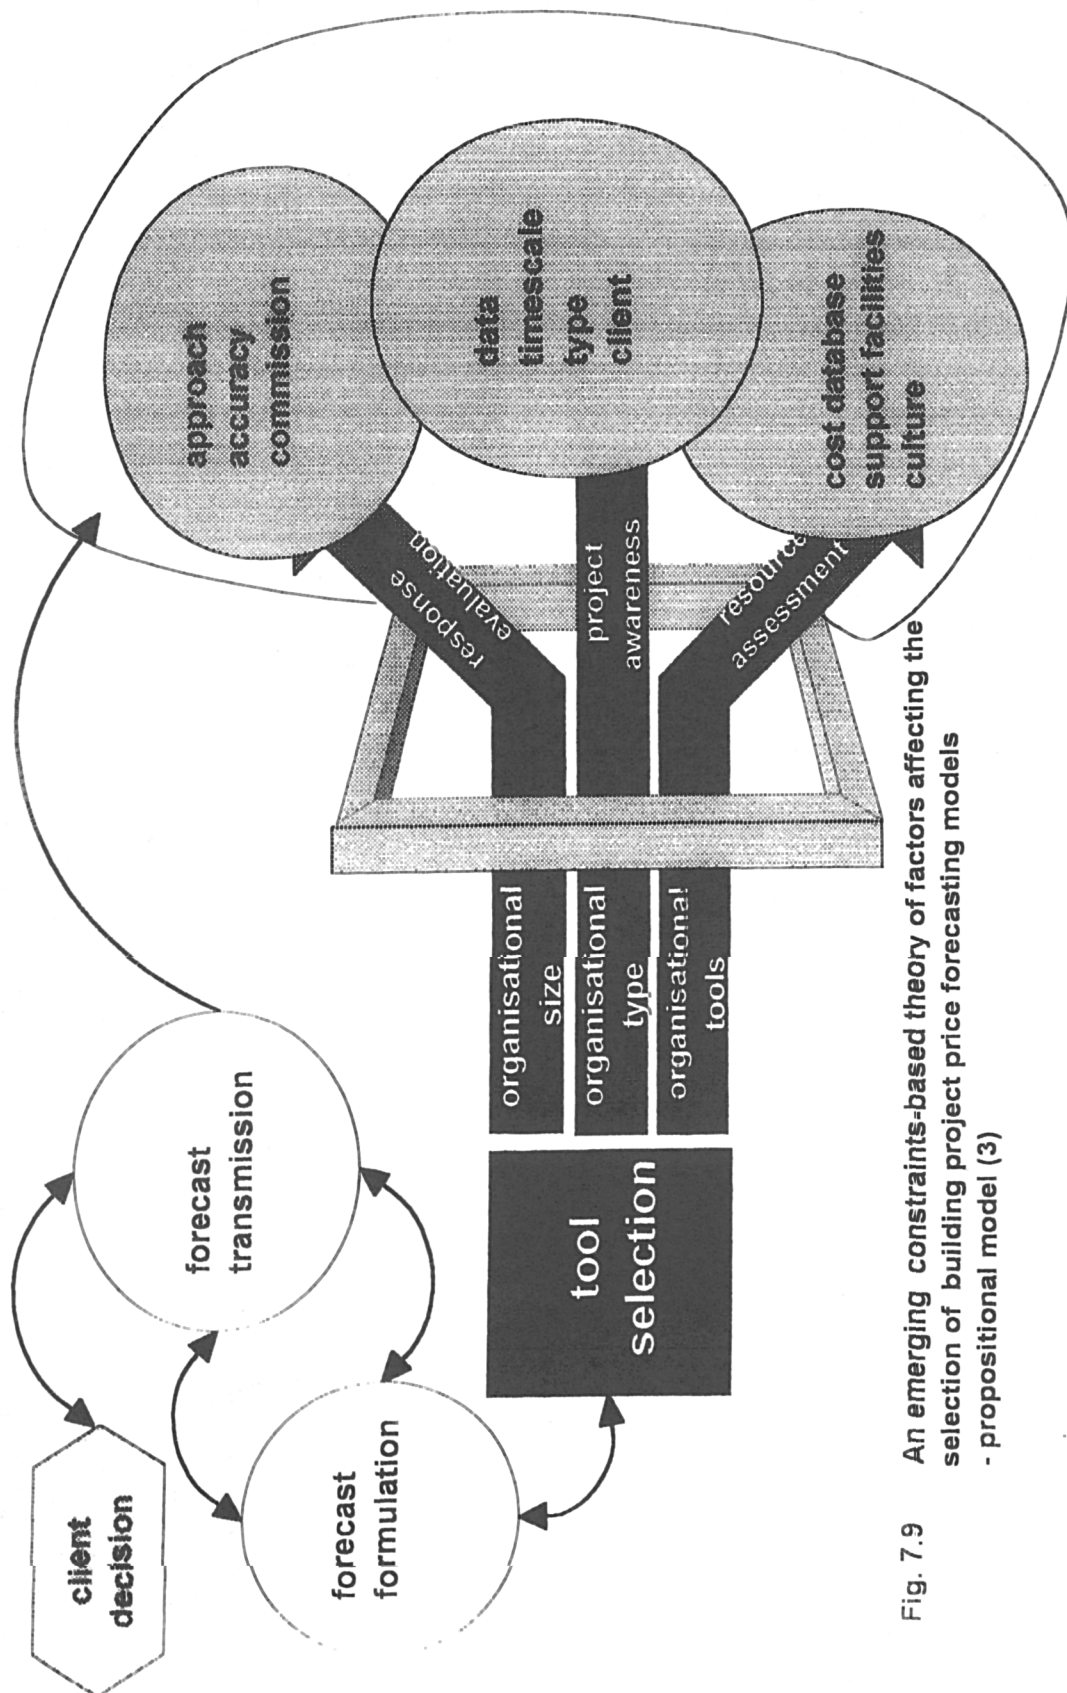 client
decision
forecast
transmission
forecast
formulation
tool
selection
organisational
size
organisational
type
organisational
tools
response
evaluation
project
awareness
resource
assessment
approach
accuracy
commission
data
timescale
type
client
cost database
support facilities
culture
Fig. 7.9 An emerging constraints-based theory of factors affecting the
selection of building project price forecasting models
- propositional model (3)